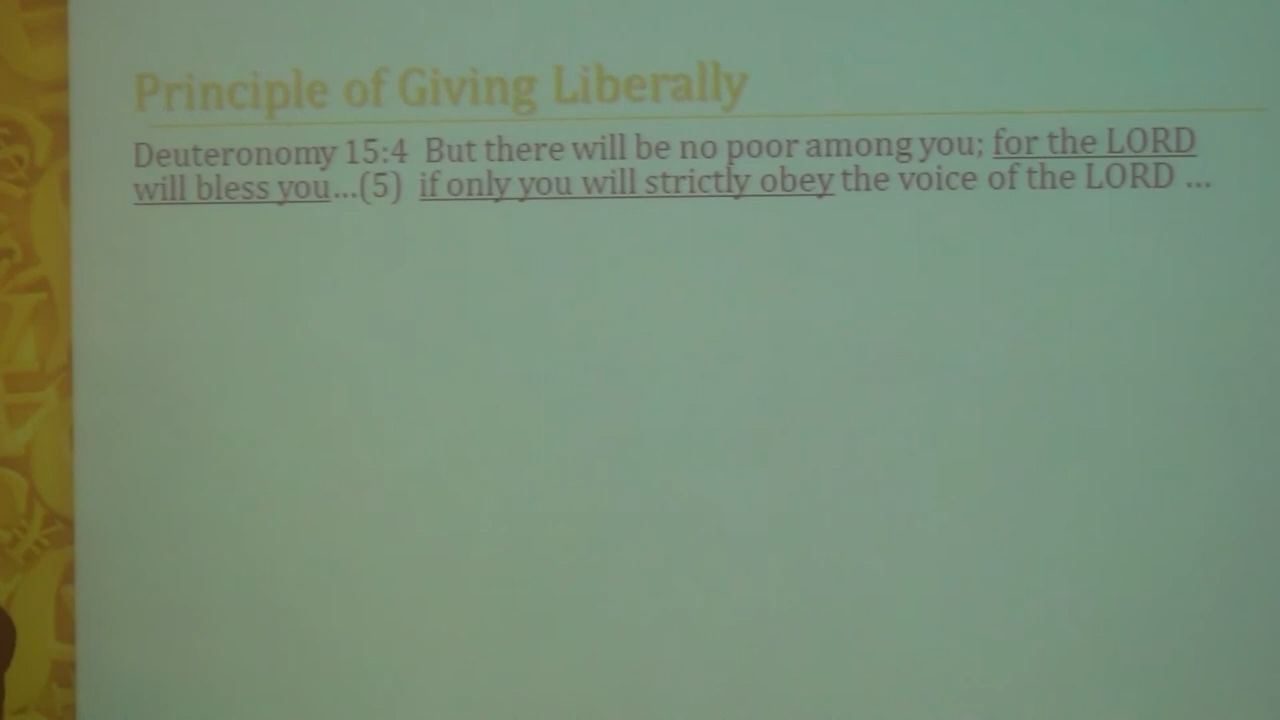 Principle of Giving Liberally
Deuteronomy 15:4 But there will be no poor among you; for the LORD
will bless you...(5) if only you will strictly obey the voice of the LORD ...